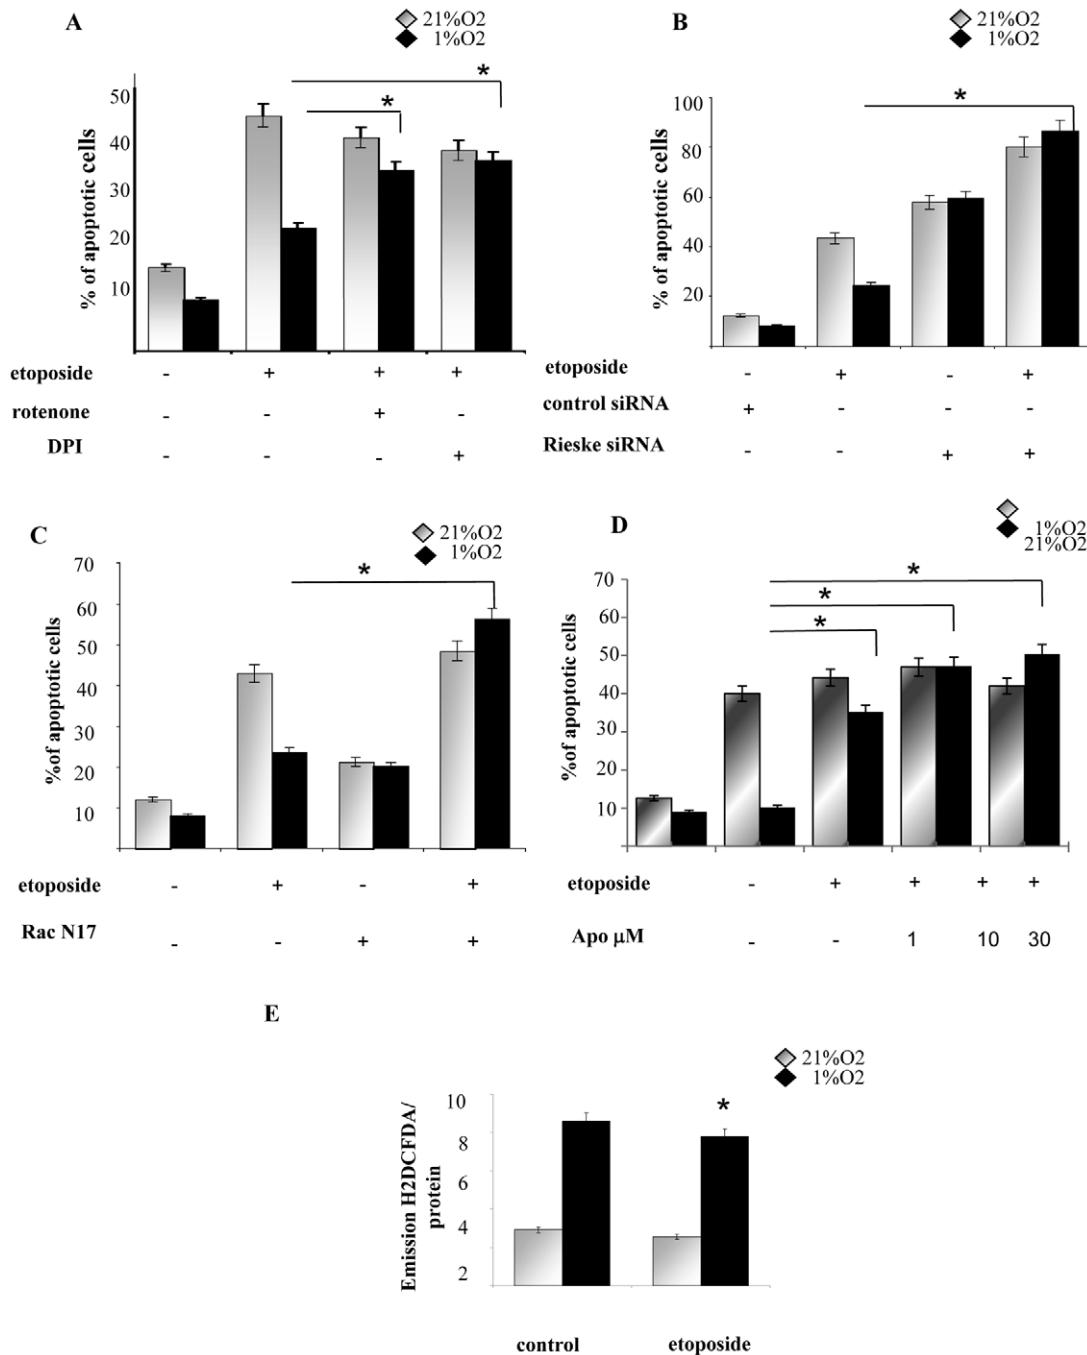 A
21%O2
1%O2
% of apoptotic cells
50
40
30
20
10
*
*
etoposide - + + +
rotenone - - + -
DPI - - - +
B
21%O2
1%O2
% of apoptotic cells
100
80
60
40
20
*
etoposide - + - +
control siRNA + - - -
Rieske siRNA - - + +
C
21%O2
1%O2
%of apoptotic cells
70
60
50
40
30
20
10
*
etoposide - + - +
Rac N17 - - + +
D
1%O2
21%O2
%of apoptotic cells
70
60
50
40
30
20
10
*
*
*
etoposide - + + + +
Apo µM - - 1 10 30
E
21%O2
1%O2
Emission H2DCFDA/
protein
10
8
6
4
2
*
control etoposide